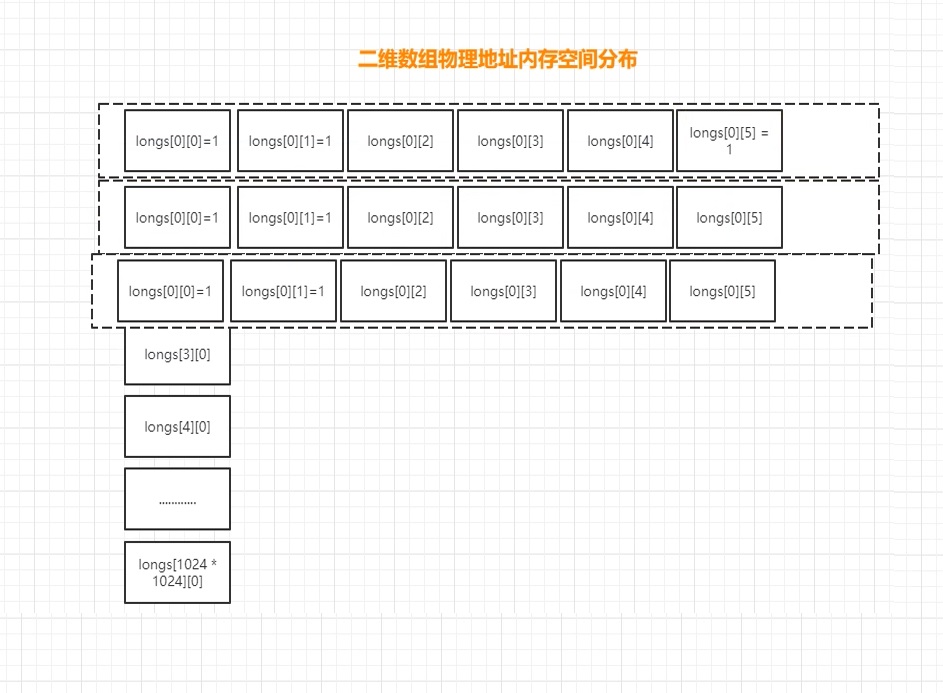 二维数组物理地址内存空间分布
longs[0][0]=1 longs[0][1]=1 longs[0][2] longs[0][3] longs[0][4] longs[0][5] =
1
longs[0][0]=1 longs[0][1]=1 longs[0][2] longs[0][3] longs[0][4] longs[0][5]
longs[0][0]=1 longs[0][1]=1 longs[0][2] longs[0][3] longs[0][4] longs[0][5]
longs[3][0]
longs[4][0]
............
longs[1024 *
1024][0]